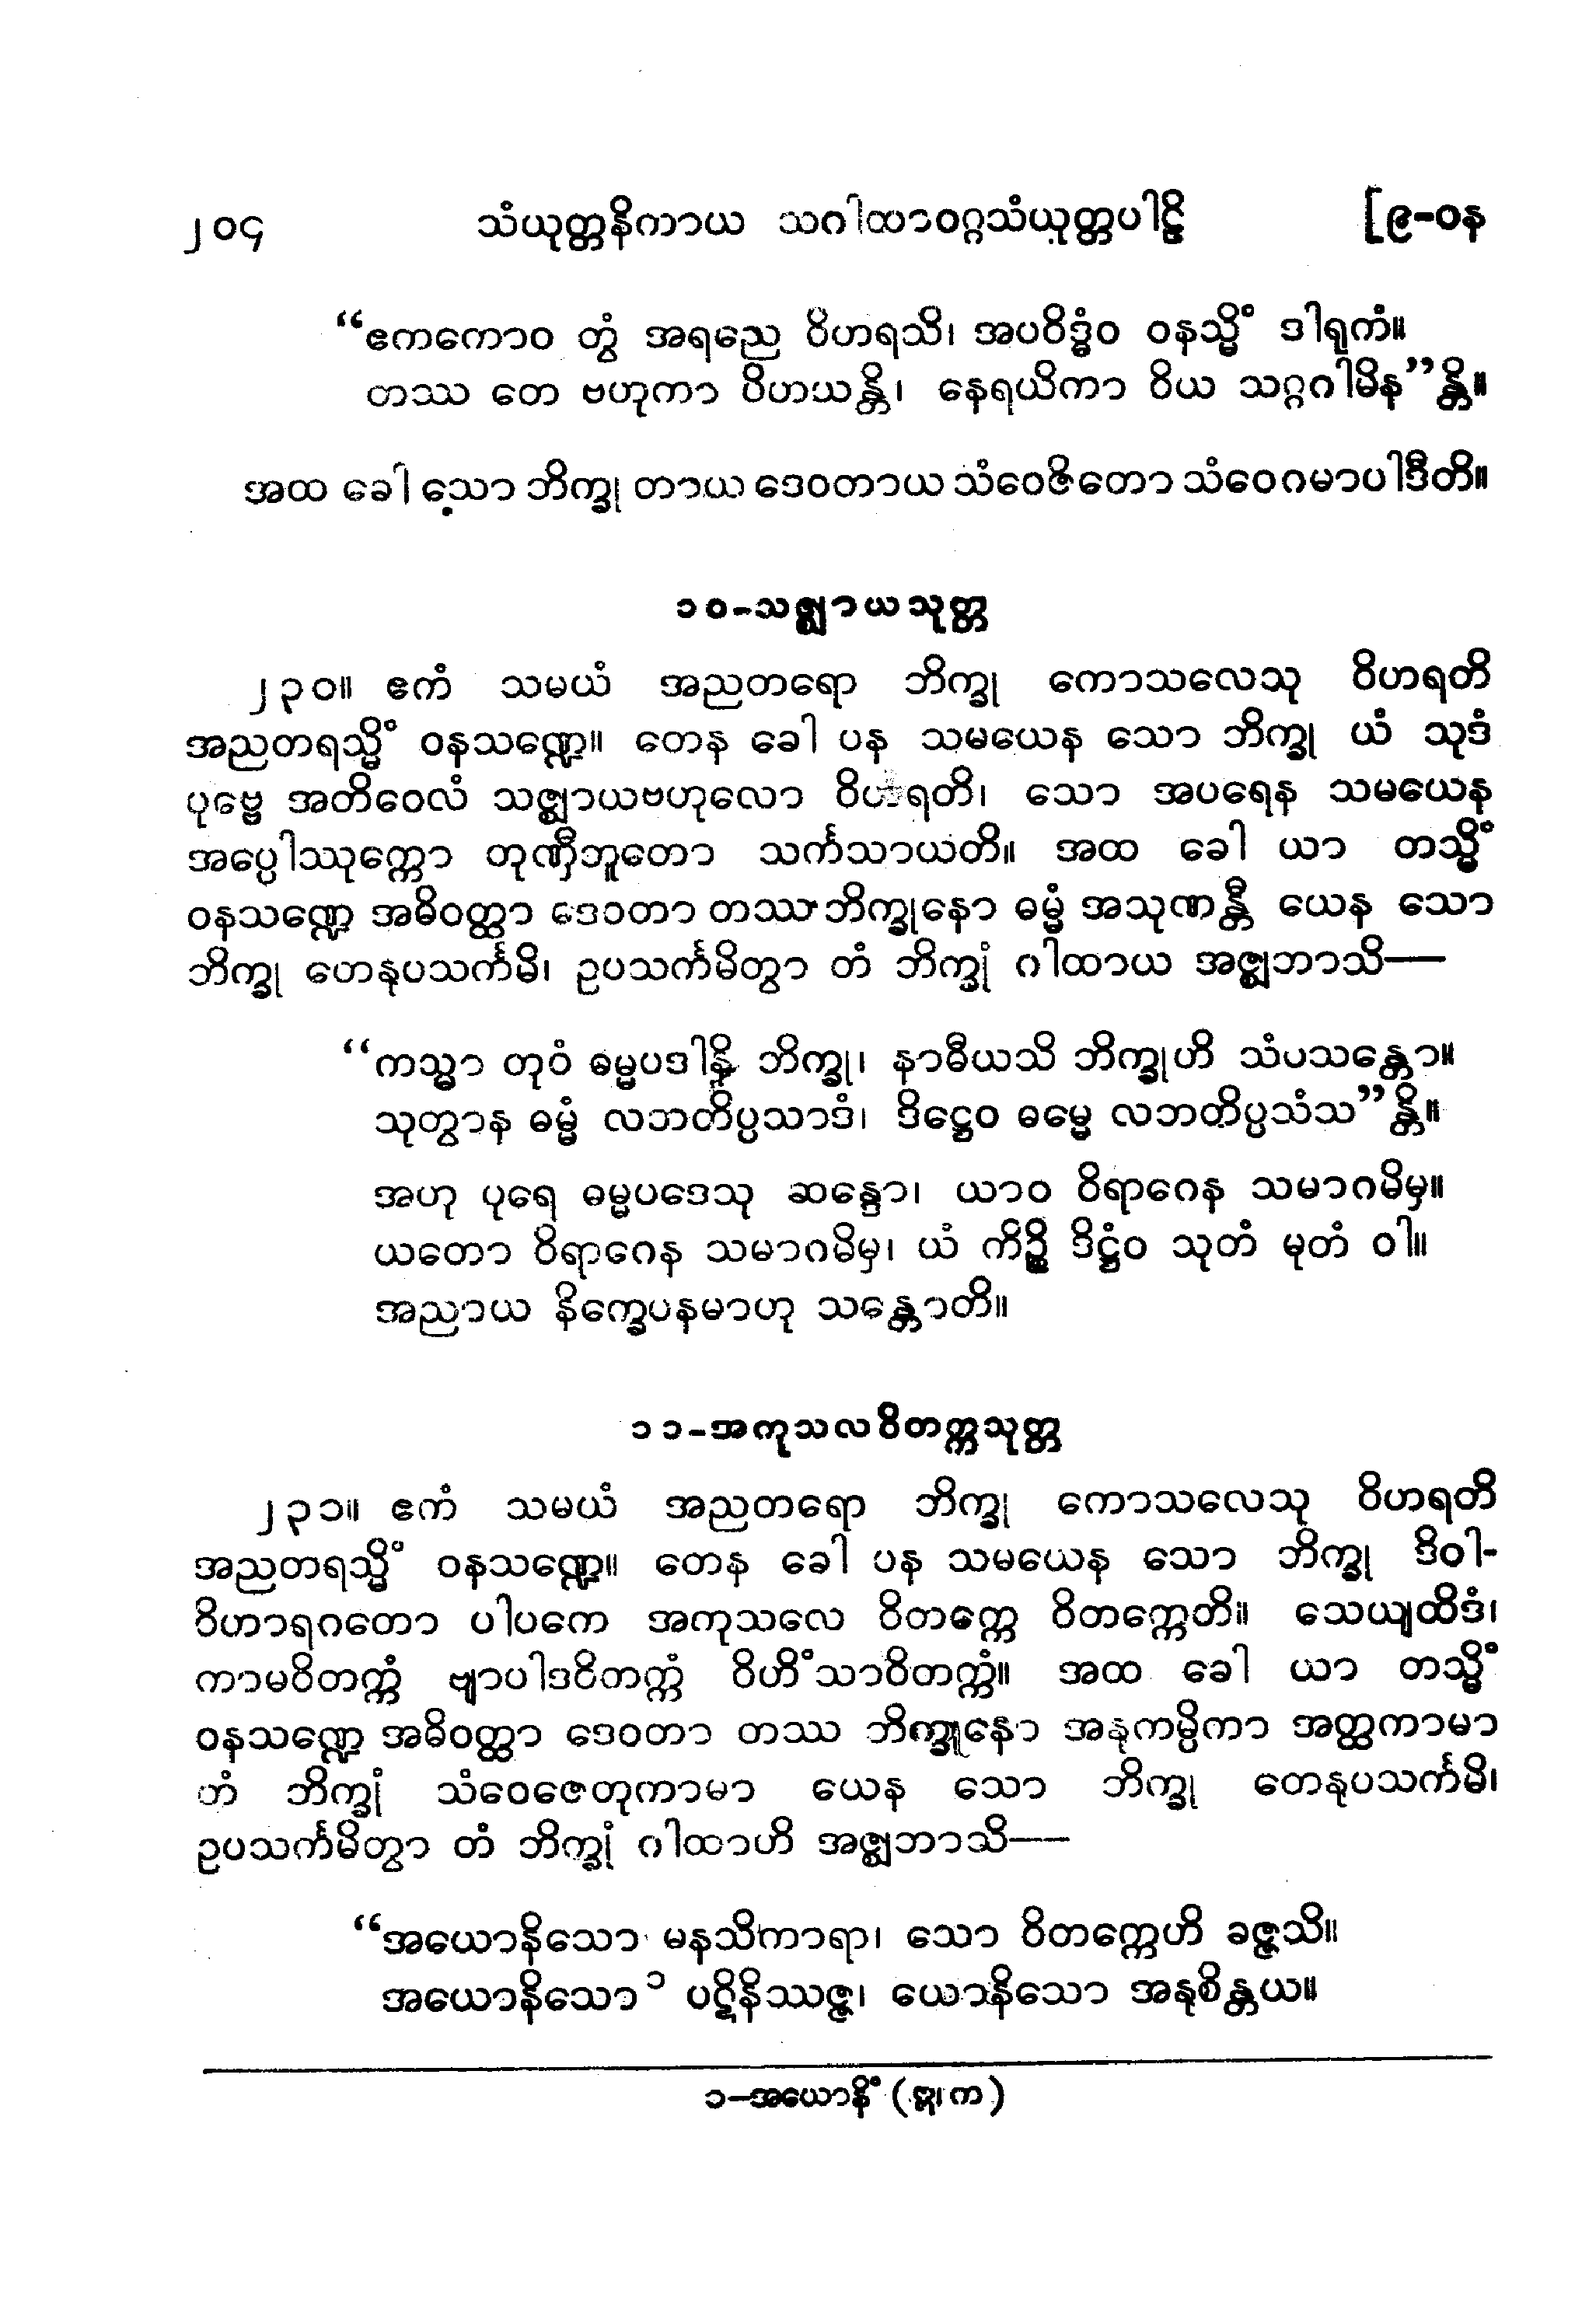 ၂၀၄ သံယုတ္တနိကာယ သဂါထာဝဂ္ဂသံယုတ္တပါဠိ [၉-ဝန
“ဧကကောဝ တွံ အရညေ ဝိဟရသိ၊ အပဝိဒ္ဓံဝ ဝနသ္မိံ ဒါရုကံ။
တဿ တေ ဗဟုကာ ပိဟယန္တိ၊ နေရယိကာ ဝိယ သဂ္ဂဂါမိန”န္တိ။
အထ ခေါ သော ဘိက္ခု တာယ ဒေဝတာယ သံဝေဇိတော သံဝေဂမာပါဒီတိ။
၁၀-သဇ္ဈာယသုတ္တ
၂၃၀။ ဧကံ သမယံ အညတရော ဘိက္ခု ကောသလေသု ဝိဟရတိ
အညတရသ္မိံ ဝနသဏ္ဍေ။ တေန ခေါ ပန သမယေန သော ဘိက္ခု ယံ သုဒံ
ပုဗ္ဗေ အတိဝေလံ သဇ္ဈာယဗဟုလော ဝိဟရတိ၊ သော အပရေန သမယေန
အပ္ပေါဿုက္ကော တုဏှီဘူတော သင်္ကသာယတိ။ အထ ခေါ ယာ တသ္မိံ
ဝနသဏ္ဍေ အဓိဝတ္ထာ ဒေဝတာ တဿ ဘိက္ခုနော ဓမ္မံ အသုဏန္တီ ယေန သော
ဘိက္ခု တေနုပသင်္ကမိ၊ ဥပသင်္ကမိတွာ တံ ဘိက္ခုံ ဂါထာယ အဇ္ဈဘာသိ—
“ကသ္မာ တုဝံ ဓမ္မပဒါနိ ဘိက္ခု၊ နာဓီယသိ ဘိက္ခုဟိ သံပသန္တော။
သုတွာန ဓမ္မံ လဘတိပ္ပသာဒံ၊ ဒိဋ္ဌေဝ ဓမ္မေ လဘတိပ္ပသံသ”န္တိ။
အဟု ပုရေ ဓမ္မပဒေသု ဆန္ဒော၊ ယာဝ ဝိရာဂေန သမာဂမိမှ။
ယတော ဝိရာဂေန သမာဂမိမှ၊ ယံ ကိဉ္စိ ဒိဋ္ဌံဝ သုတံ မုတံ ဝါ။
အညာယ နိက္ခေပနမာဟု သန္တောတိ။
၁၁-အကုသလဝိတက္ကသုတ္တ
၂၃၁။ ဧကံ သမယံ အညတရော ဘိက္ခု ကောသလေသု ဝိဟရတိ
အညတရသ္မိံ ဝနသဏ္ဍေ။ တေန ခေါ ပန သမယေန သော ဘိက္ခု ဒိဝါ-
ဝိဟာရဂတော ပါပကေ အကုသလေ ဝိတက္ကေ ဝိတက္ကေတိ။ သေယျထိဒံ၊
ကာမဝိတက္ကံ ဗျာပါဒဝိတက္ကံ ဝိဟိံသာဝိတက္ကံ။ အထ ခေါ ယာ တသ္မိံ
ဝနသဏ္ဍေ အဓိဝတ္ထာ ဒေဝတာ တဿ ဘိက္ခုနော အနုကမ္ပိကာ အတ္ထကာမာ
တံ ဘိက္ခုံ သံဝေဇေတုကာမာ ယေန သော ဘိက္ခု တေနုပသင်္ကမိ၊
ဥပသင်္ကမိတွာ တံ ဘိက္ခုံ ဂါထာဟိ အဇ္ဈဘာသိ—
“အယောနိသော မနသိကာရာ၊ သော ဝိတက္ကေဟိ ခဇ္ဇသိ။
အယောနိသော ၁ ပဋိနိဿဇ္ဇ၊ ယောနိသော အနုစိန္တယ။
၁-အယောနိံ (ဣ၊ က)